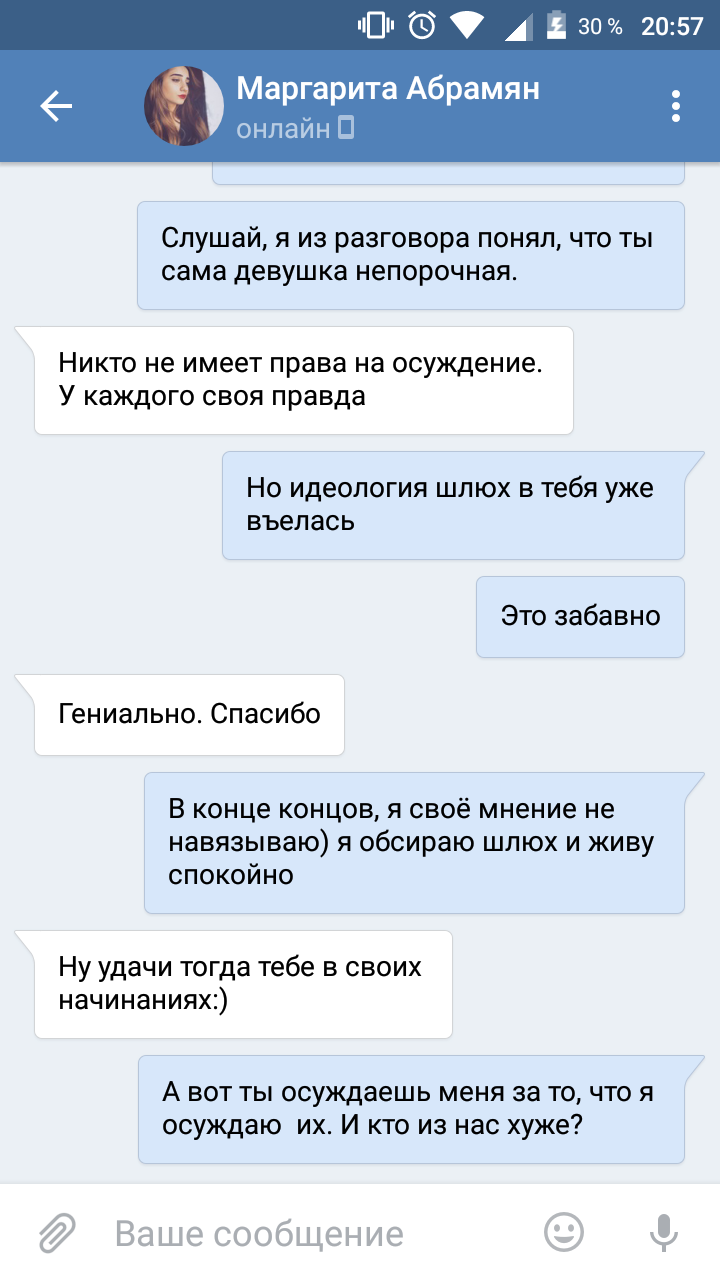 30 % 20:57
Маргарита Абрамян
онлайн
Слушай, я из разговора понял, что ты
сама девушка непорочная.
Никто не имеет права на осуждение.
У каждого своя правда
Но идеология шлюх в тебя уже
въелась
Это забавно
Гениально. Спасибо
В конце концов, я своё мнение не
навязываю) я обсираю шлюх и живу
спокойно
Ну удачи тогда тебе в своих
начинаниях:)
А вот ты осуждаешь меня за то, что я
осуждаю  их. И кто из нас хуже?
Ваше сообщение